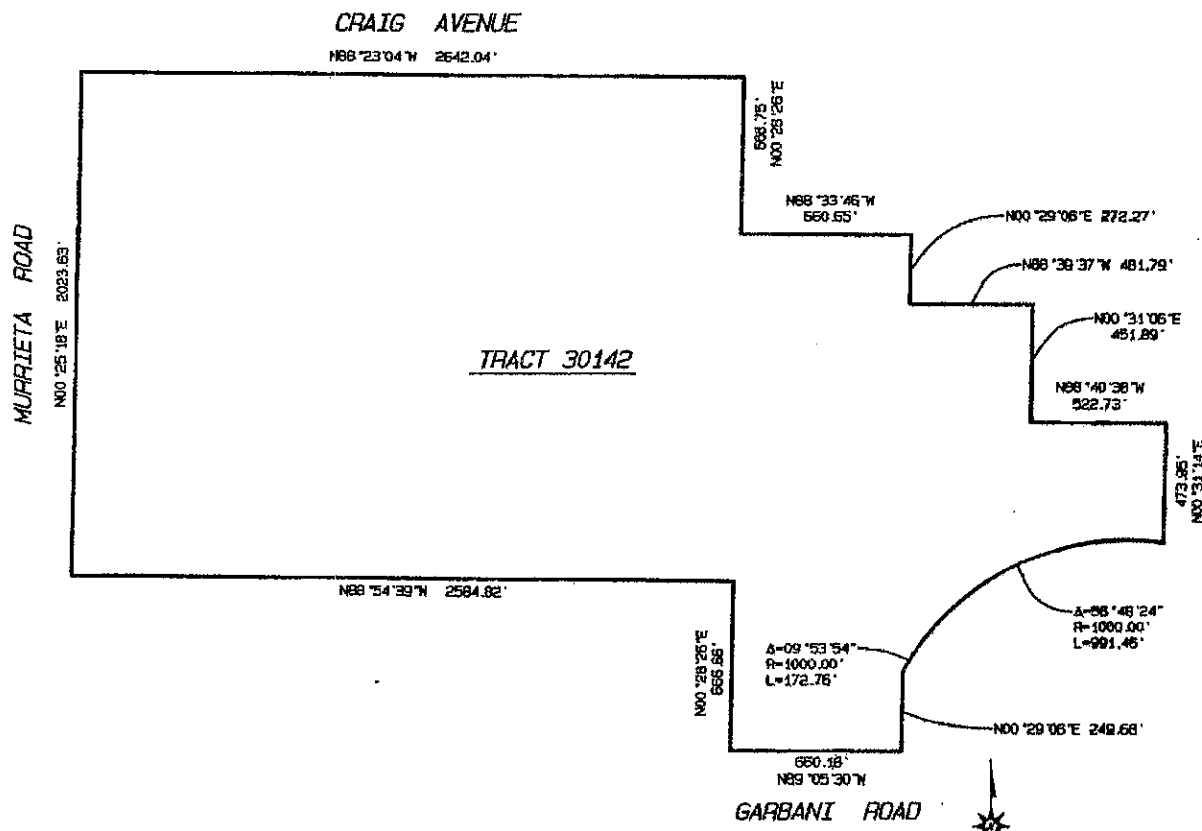 CRAIG AVENUE
N88°23'04"W 2642.04'
588.75'
N00°28'26"E
N88°33'46"W
660.65'
N00°29'06"E 272.27'
N88°38'37"W 481.79'
N00°31'06"E
451.89'
N88°40'38"W
522.73'
473.95'
N00°31'14"E
MURRIETA ROAD
N00°25'18"E 2023.63'
TRACT 30142
N88°54'39"W 2584.82'
N00°28'26"E
666.66'
Δ=56°48'24"
R=1000.00'
L=991.46'
Δ=09°53'54"
R=1000.00'
L=172.76'
N00°29'06"E 249.68'
660.18'
N89°05'30"W
GARBANI ROAD